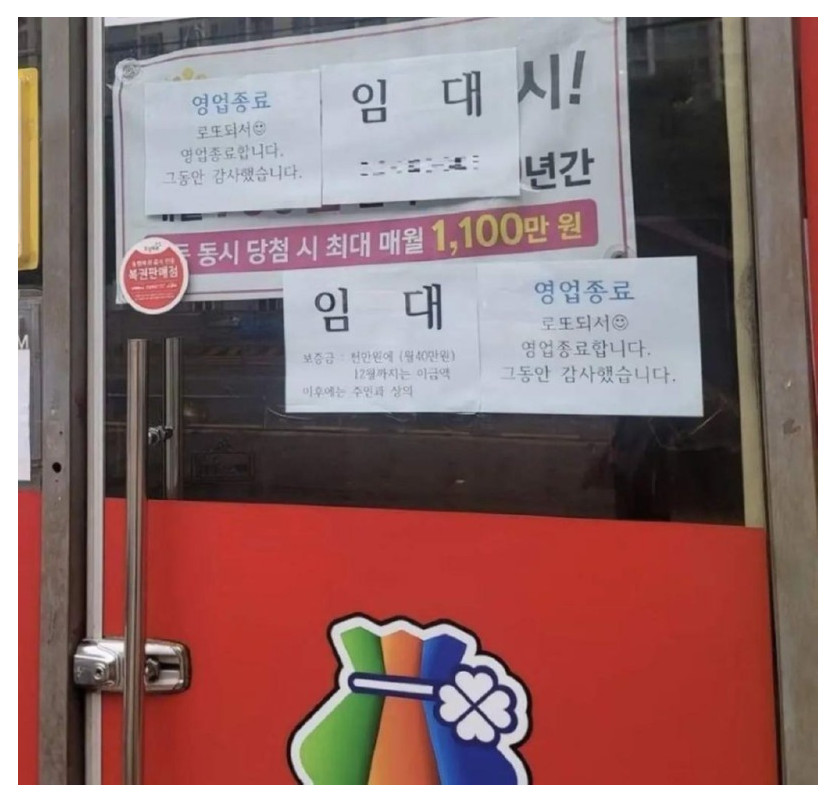 영업종료
로또되서☺
영업종료합니다.
그동안 감사했습니다.
임 대
시!
년간
동시 당첨 시 최대 매월 1,100만 원
복권판매점
임 대
보증금 : 천만원에 (월40만원)
12월까지는 이금액
이후에는 주인과 상의
영업종료
로또되서☺
영업종료합니다.
그동안 감사했습니다.